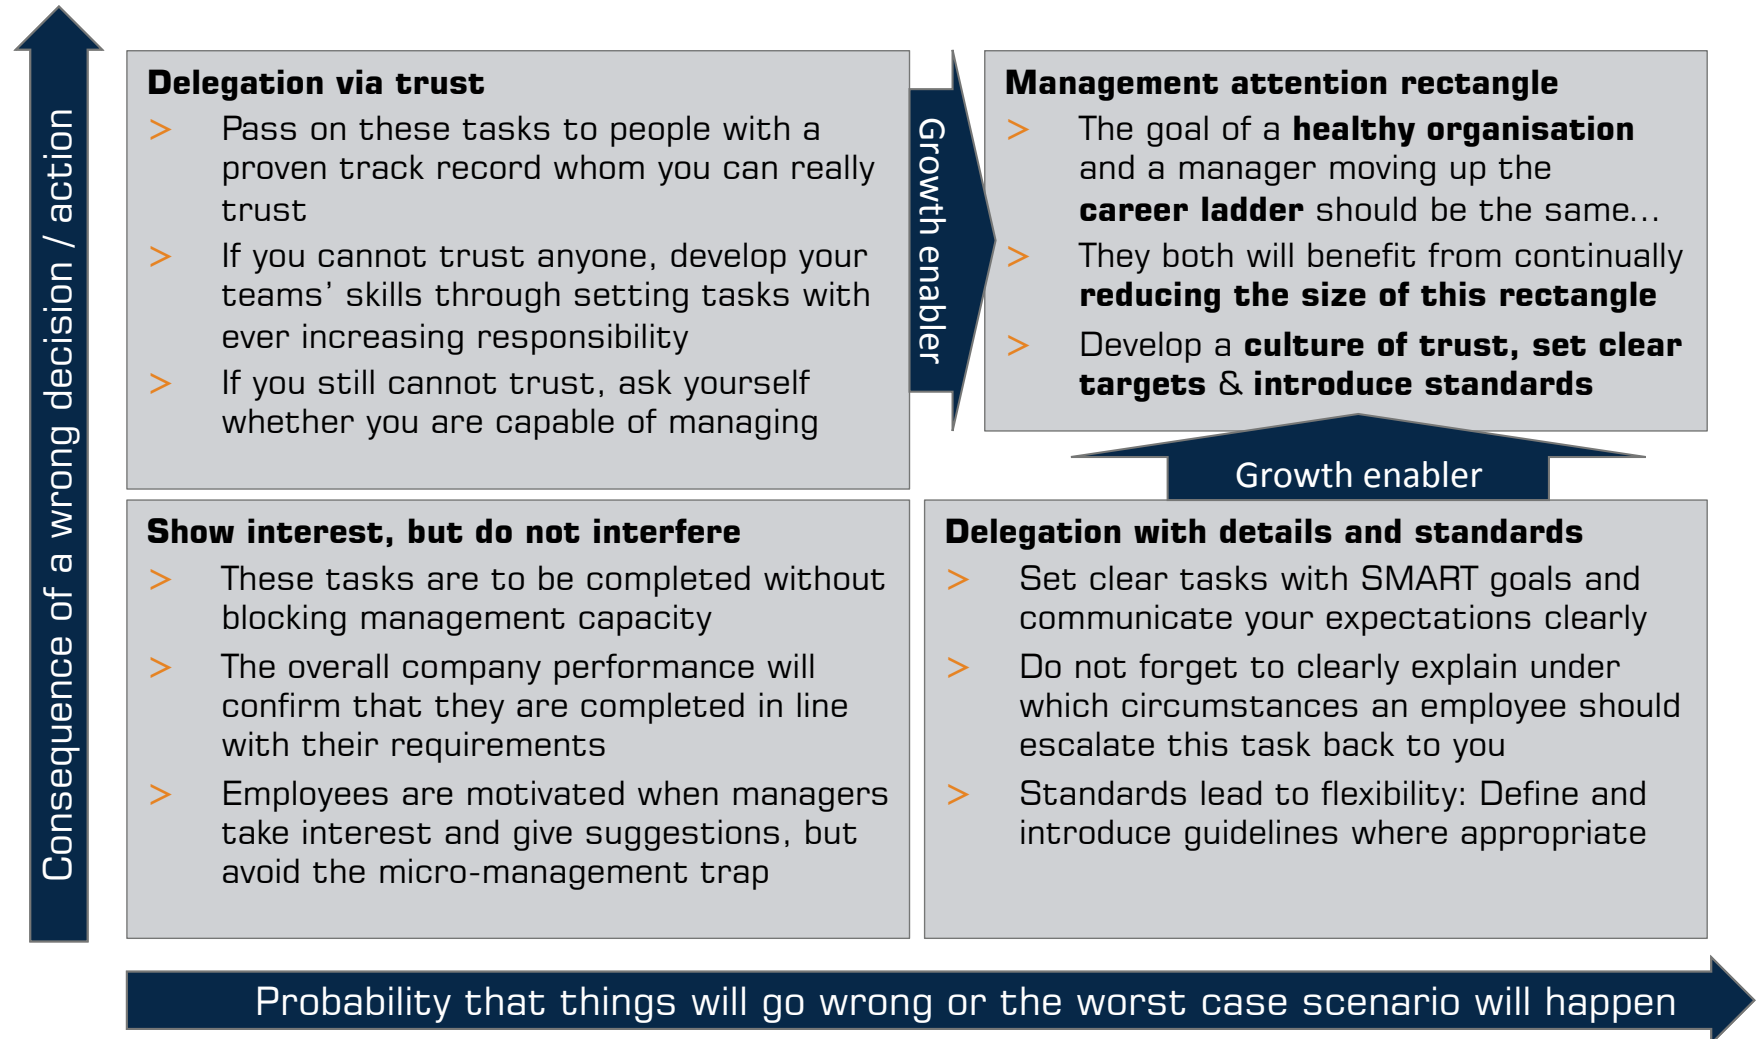 Consequence of a wrong decision / action
Delegation via trust
> Pass on these tasks to people with a
proven track record whom you can really
trust
> If you cannot trust anyone, develop your
teams’ skills through setting tasks with
ever increasing responsibility
> If you still cannot trust, ask yourself
whether you are capable of managing
Growth enabler
Management attention rectangle
> The goal of a healthy organisation
and a manager moving up the
career ladder should be the same...
> They both will benefit from continually
reducing the size of this rectangle
> Develop a culture of trust, set clear
targets & introduce standards
Growth enabler
Show interest, but do not interfere
> These tasks are to be completed without
blocking management capacity
> The overall company performance will
confirm that they are completed in line
with their requirements
> Employees are motivated when managers
take interest and give suggestions, but
avoid the micro-management trap
Delegation with details and standards
> Set clear tasks with SMART goals and
communicate your expectations clearly
> Do not forget to clearly explain under
which circumstances an employee should
escalate this task back to you
> Standards lead to flexibility: Define and
introduce guidelines where appropriate
Probability that things will go wrong or the worst case scenario will happen